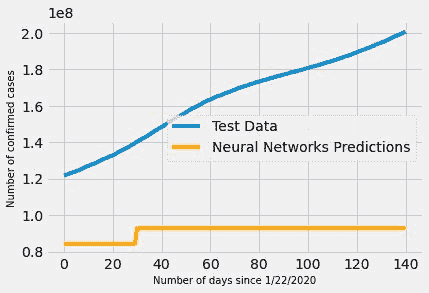 1e8
2.0
1.8
1.6
1.4
1.2
1.0
0.8
Number of confirmed cases
Test Data
Neural Networks Predictions
0 20 40 60 80 100 120 140
Number of days since 1/22/2020